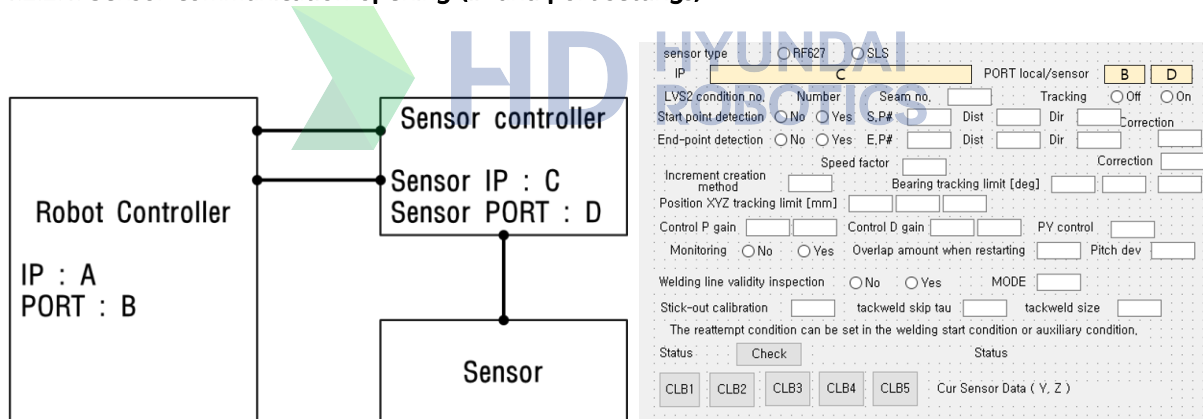 HD HYUNDAI
ROBOTICS
Robot Controller
IP : A
PORT : B
Sensor controller
Sensor IP : C
Sensor PORT : D
Sensor
sensor type RF627 SLS
IP C PORT local/sensor B D
LVS2 condition no. Number Seam no. Tracking Off On
Start point detection No Yes S.P# Dist Dir Correction
End-point detection No Yes E.P# Dist Dir
Speed factor Correction
Increment creation
method Bearing tracking limit [deg]
Position XYZ tracking limit [mm]
Control P gain Control D gain PY control
Monitoring No Yes Overlap amount when restarting Pitch dev
Welding line validity inspection No Yes MODE
Stick-out calibration tackweld skip tau tackweld size
The reattempt condition can be set in the welding start condition or auxiliary condition.
Status Check Status
CLB1 CLB2 CLB3 CLB4 CLB5 Cur Sensor Data ( Y, Z )